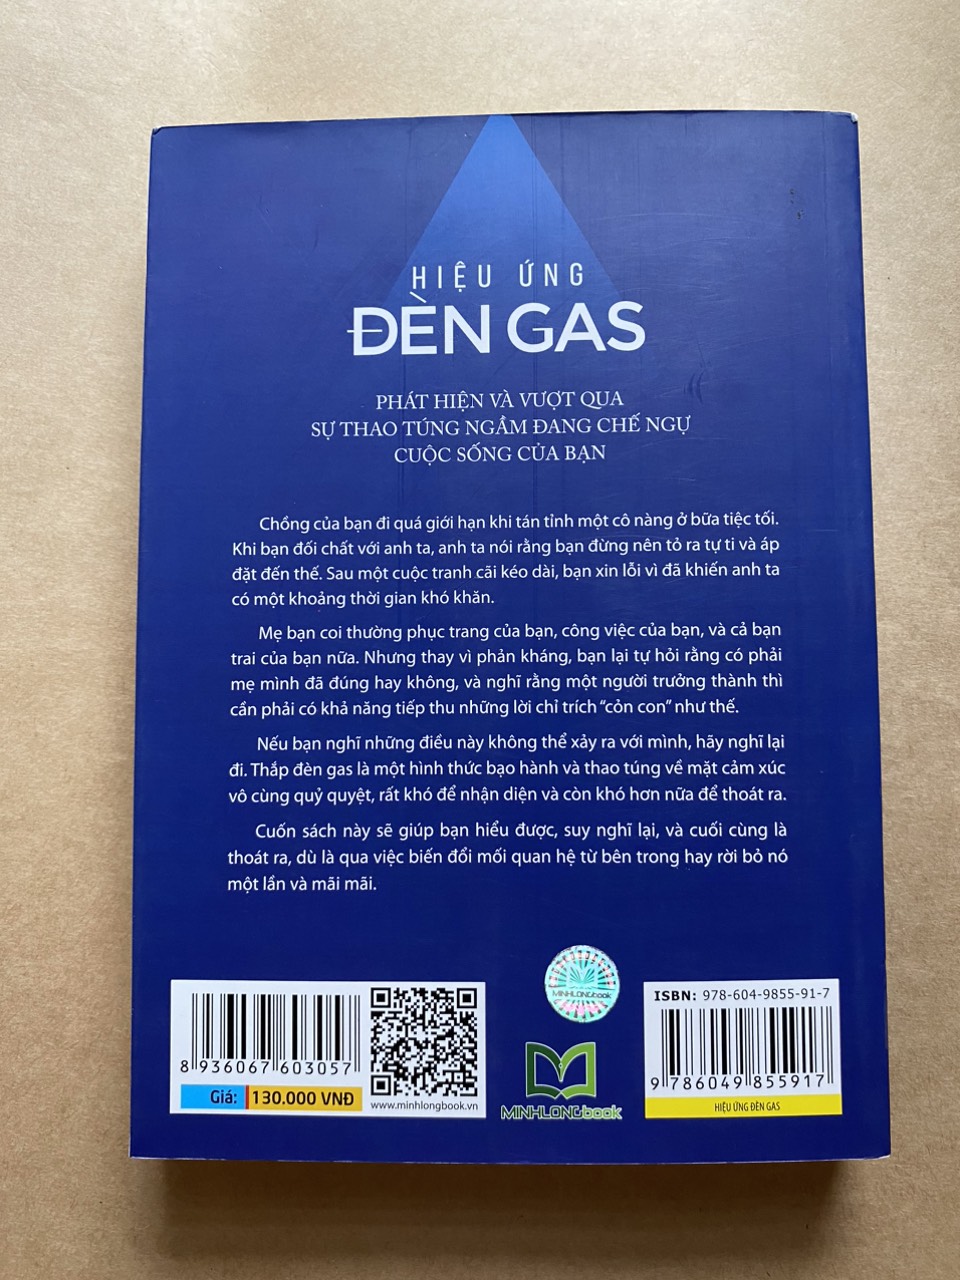 HIỆU ỨNG
ĐÈN GAS
PHÁT HIỆN VÀ VƯỢT QUA
SỰ THAO TÚNG NGẦM ĐANG CHẾ NGỰ
CUỘC SỐNG CỦA BẠN
Chồng của bạn đi quá giới hạn khi tán tỉnh một cô nàng ở bữa tiệc tối.
Khi bạn đối chất với anh ta, anh ta nói rằng bạn đừng nên tỏ ra tự ti và áp
đặt đến thế. Sau một cuộc tranh cãi kéo dài, bạn xin lỗi vì đã khiến anh ta
có một khoảng thời gian khó khăn.
Mẹ bạn coi thường phục trang của bạn, công việc của bạn, và cả bạn
trai của bạn nữa. Nhưng thay vì phản kháng, bạn lại tự hỏi rằng có phải
mẹ mình đã đúng hay không, và nghĩ rằng một người trưởng thành thì
cần phải có khả năng tiếp thu những lời chỉ trích “cỏn con” như thế.
Nếu bạn nghĩ những điều này không thể xảy ra với mình, hãy nghĩ lại
đi. Thắp đèn gas là một hình thức bạo hành và thao túng về mặt cảm xúc
vô cùng quỷ quyệt, rất khó để nhận diện và còn khó hơn nữa để thoát ra.
Cuốn sách này sẽ giúp bạn hiểu được, suy nghĩ lại, và cuối cùng là
thoát ra, dù là qua việc biến đổi mối quan hệ từ bên trong hay rời bỏ nó
một lần và mãi mãi.
8 936067 603057
Giá: 130.000 VNĐ
www.minhlongbook.vn
MINHLONGbook
MINHLONGbook
ISBN: 978-604-9855-91-7
9 786049 855917
HIỆU ỨNG ĐÈN GAS